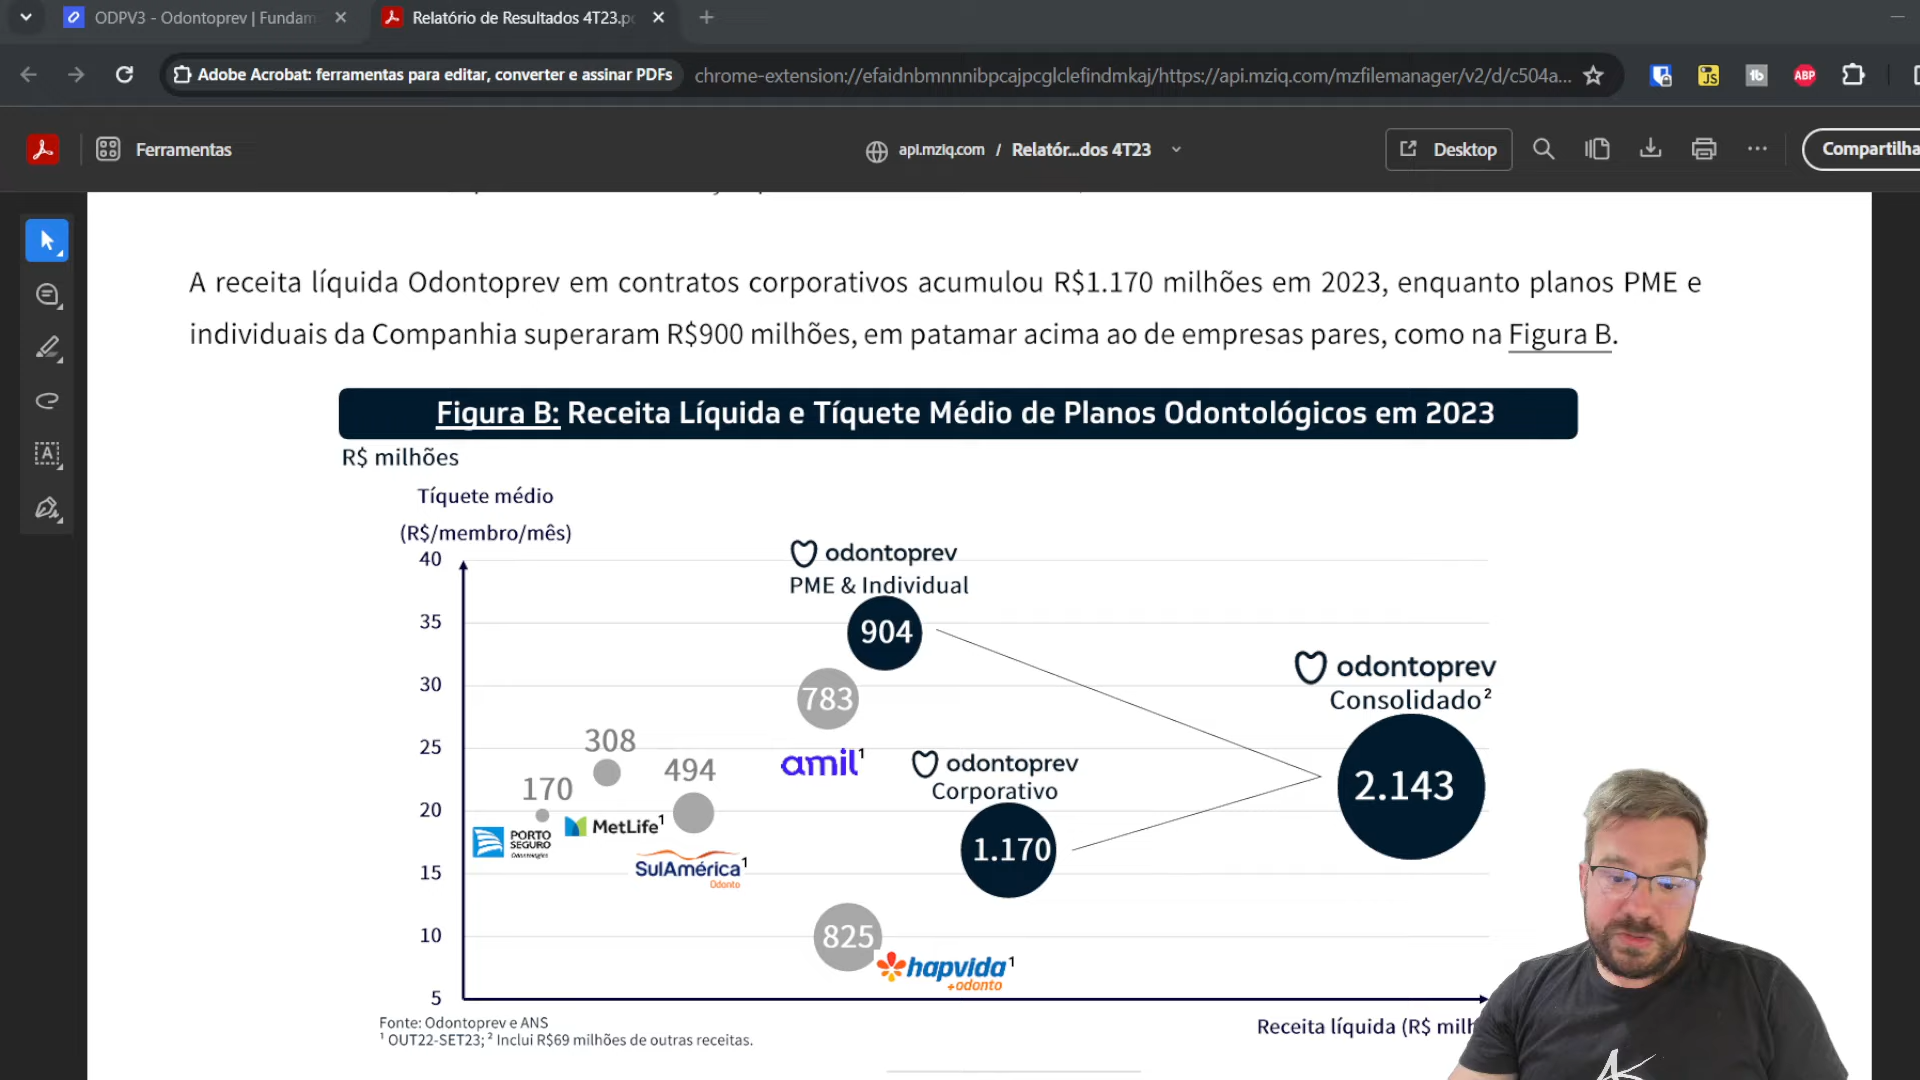 ODPV3 - Odontoprev | Fundam
Relatório de Resultados 4T23.p
Adobe Acrobat: ferramentas para editar, converter e assinar PDFs
chrome-extension://efaidnbmnnnibpcajpcglclefindmkaj/https://api.mziq.com/mzfilemanager/v2/d/c504a...
JS
tb
ABP
Ferramentas
api.mziq.com / Relatór...dos 4T23
Desktop
Compartilha
A receita líquida Odontoprev em contratos corporativos acumulou R$1.170 milhões em 2023, enquanto planos PME e
individuais da Companhia superaram R$900 milhões, em patamar acima ao de empresas pares, como na Figura B.
Figura B: Receita Líquida e Tíquete Médio de Planos Odontológicos em 2023
R$ milhões
Tíquete médio
(R$/membro/mês)
40
odontoprev
PME & Individual
35
904
odontoprev
Consolidado²
30
783
25
308
494
amil¹
odontoprev
Corporativo
2.143
170
20
PORTO
SEGURO
Odontológico
MetLife¹
1.170
SulAmérica¹
Odonto
15
10
825
hapvida¹
+odonto
5
Fonte: Odontoprev e ANS
¹ OUT22-SET23; ² Inclui R$69 milhões de outras receitas.
Receita líquida (R$ milh